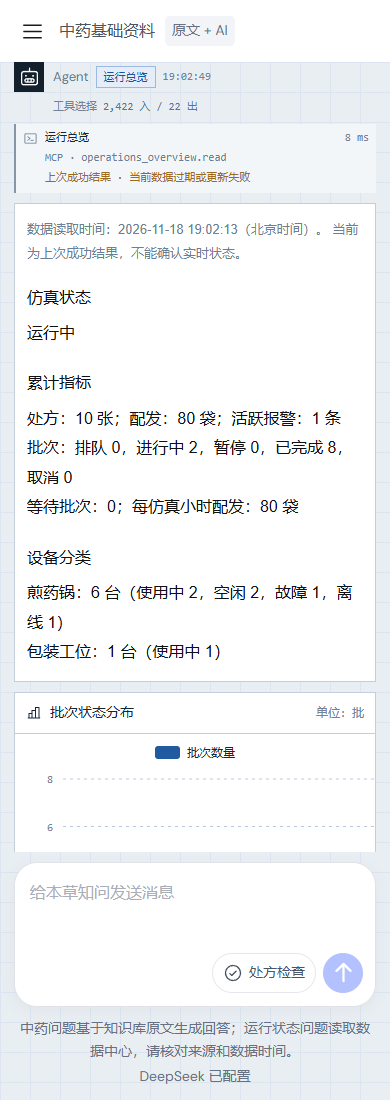 中药基础资料 原文 + AI
Agent 运行总览 19:02:49
工具选择 2,422 入 / 22 出
运行总览 8 ms
MCP · operations_overview.read
上次成功结果 · 当前数据过期或更新失败
数据读取时间：2026-11-18 19:02:13（北京时间）。 当前
为上次成功结果，不能确认实时状态。
仿真状态
运行中
累计指标
处方：10 张；配发：80 袋；活跃报警：1 条
批次：排队 0，进行中 2，暂停 0，已完成 8，
取消 0
等待批次：0；每仿真小时配发：80 袋
设备分类
煎药锅：6 台（使用中 2，空闲 2，故障 1，离
线 1）
包装工位：1 台（使用中 1）
批次状态分布 单位：批
批次数量
8
6
给本草知问发送消息
处方检查
中药问题基于知识库原文生成回答；运行状态问题读取数
据中心，请核对来源和数据时间。
DeepSeek 已配置